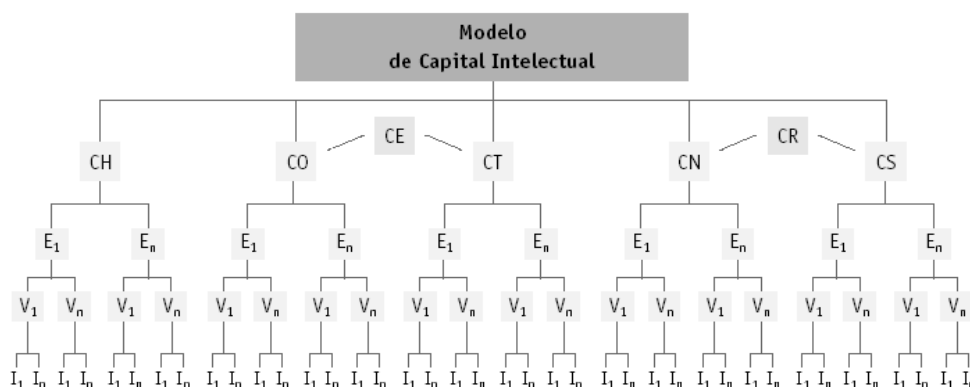 Modelo
de Capital Intelectual
CE CR
CH CO CT CN CS
E₁ Eₙ E₁ Eₙ E₁ Eₙ E₁ Eₙ E₁ Eₙ
V₁ Vₙ V₁ Vₙ V₁ Vₙ V₁ Vₙ V₁ Vₙ V₁ Vₙ V₁ Vₙ V₁ Vₙ V₁ Vₙ V₁ Vₙ
I₁ Iₙ I₁ Iₙ I₁ Iₙ I₁ Iₙ I₁ Iₙ I₁ Iₙ I₁ Iₙ I₁ Iₙ I₁ Iₙ I₁ Iₙ I₁ Iₙ I₁ Iₙ I₁ Iₙ I₁ Iₙ I₁ Iₙ I₁ Iₙ I₁ Iₙ I₁ Iₙ I₁ Iₙ I₁ Iₙ